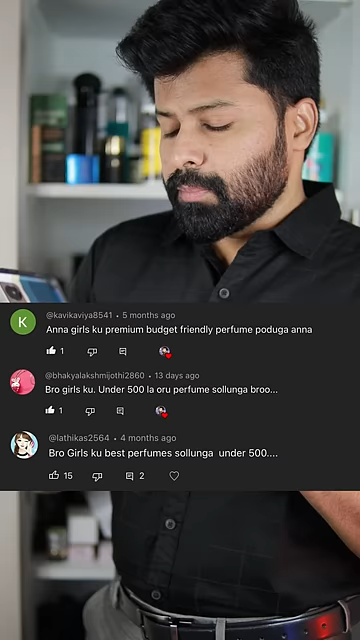 K
@kavikaviya8541 • 5 months ago
Anna girls ku premium budget friendly perfume poduga anna
1
@bhakyalakshmijothi2860 • 13 days ago
Bro girls ku. Under 500 la oru perfume sollunga broo...
1
@lathikas2564 • 4 months ago
Bro Girls ku best perfumes sollunga under 500....
15 2